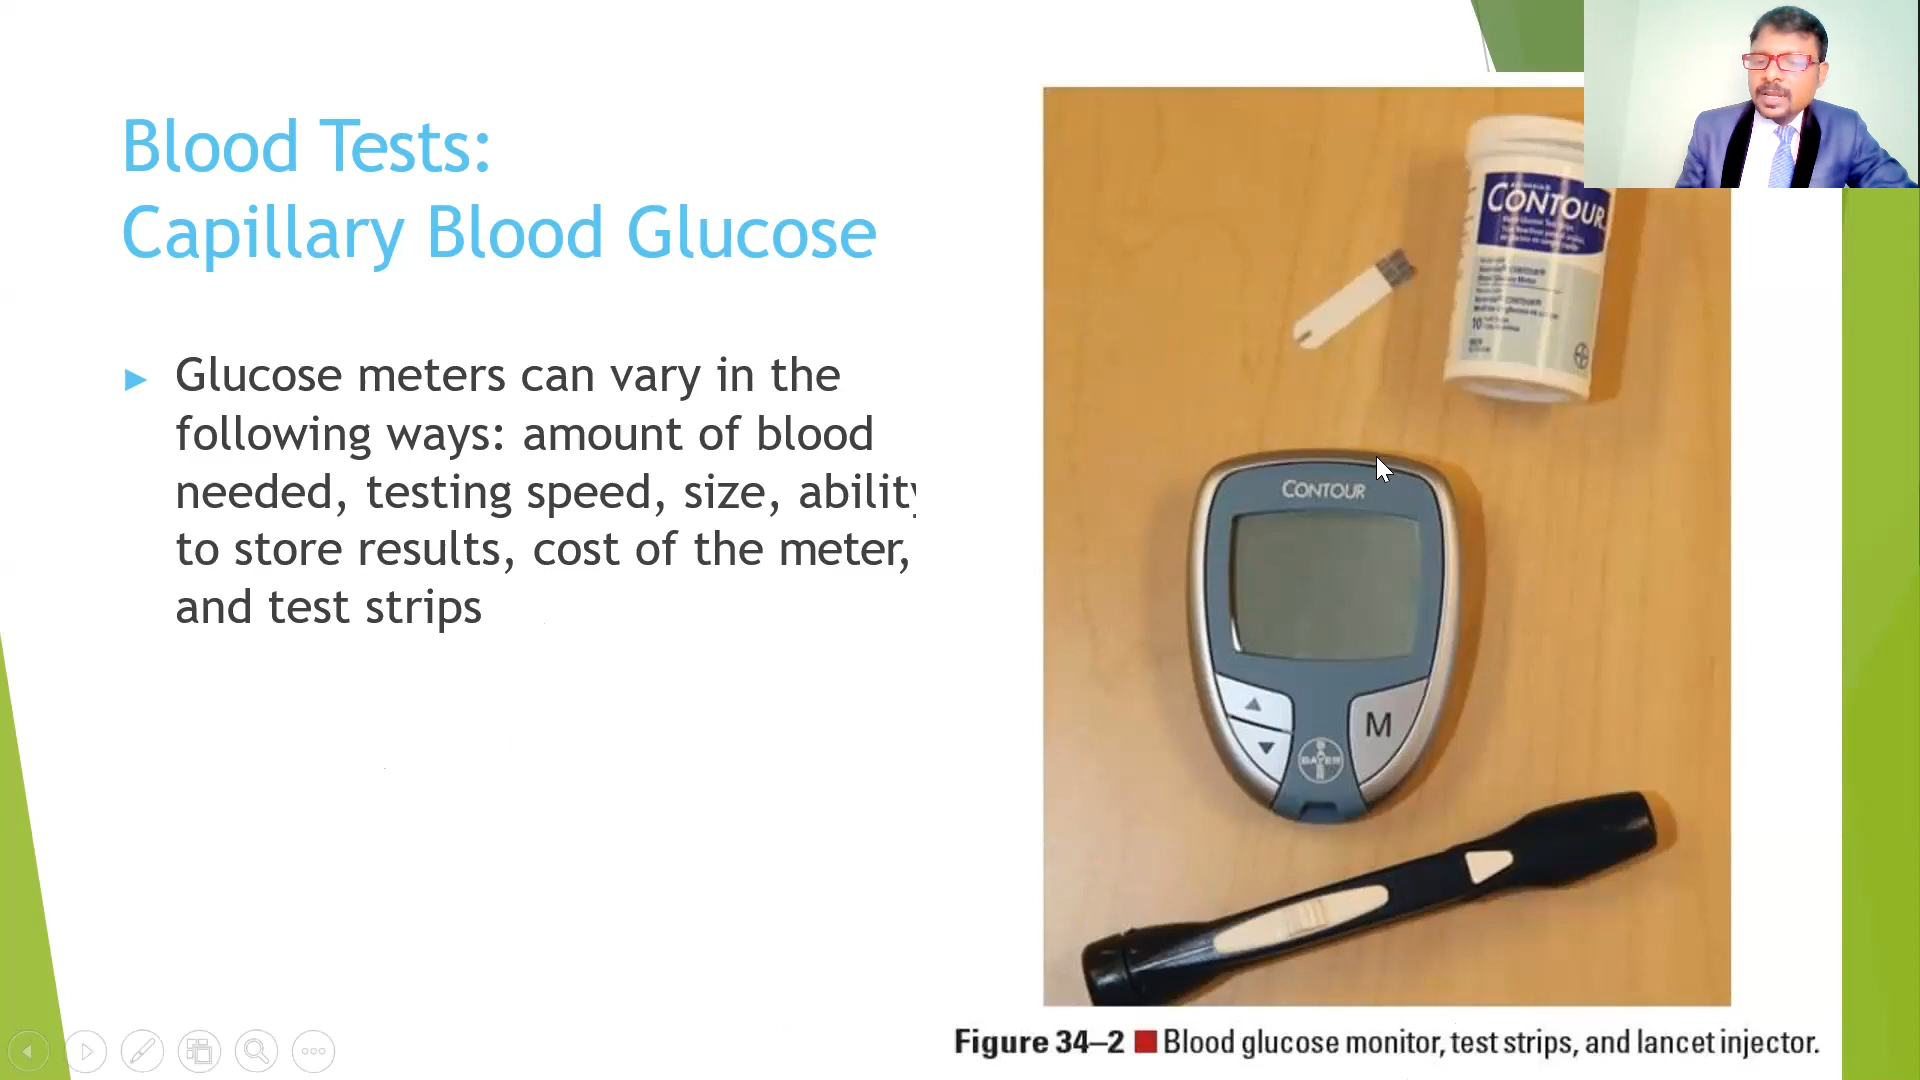 Blood Tests:
Capillary Blood Glucose
Glucose meters can vary in the
following ways: amount of blood
needed, testing speed, size, ability
to store results, cost of the meter,
and test strips
CONTOUR
CONTOUR
M
BAYER
10
Figure 34–2 Blood glucose monitor, test strips, and lancet injector.